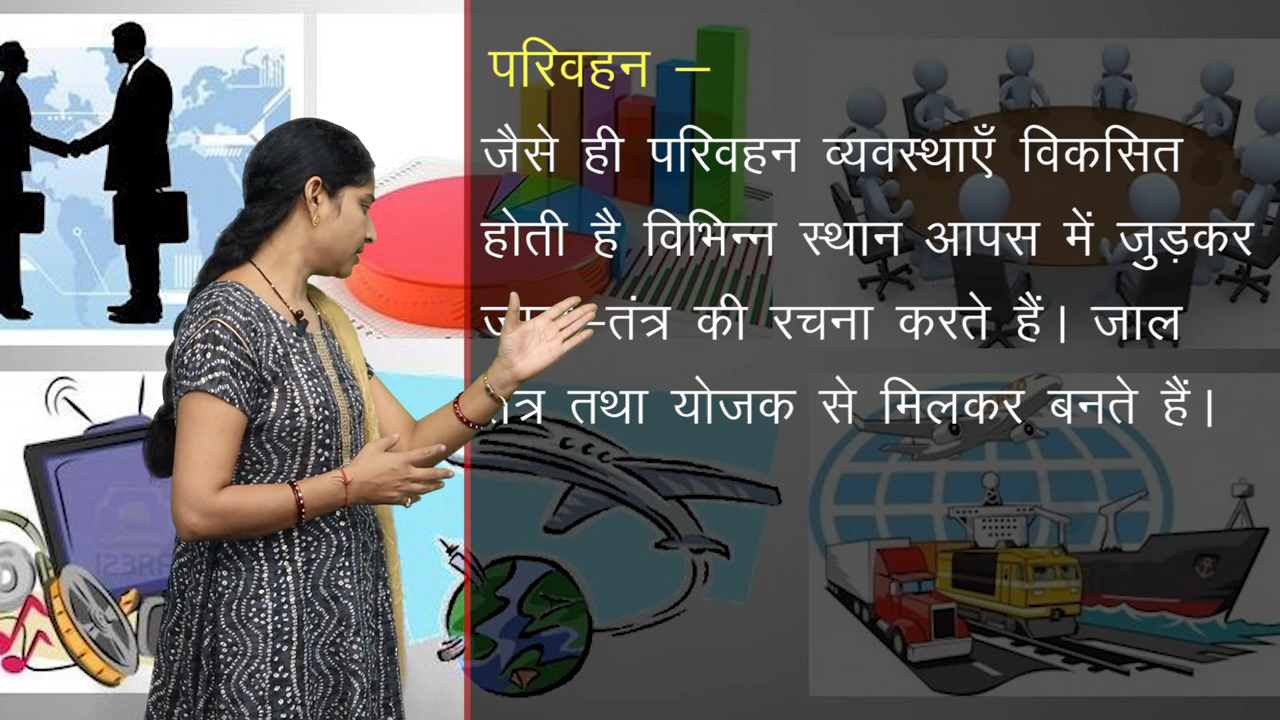 परिवहन –
जैसे ही परिवहन व्यवस्थाएँ विकसित
होती है विभिन्न स्थान आपस में जुड़कर
-तंत्र की रचना करते हैं। जाल
तथा योजक से मिलकर बनते हैं।